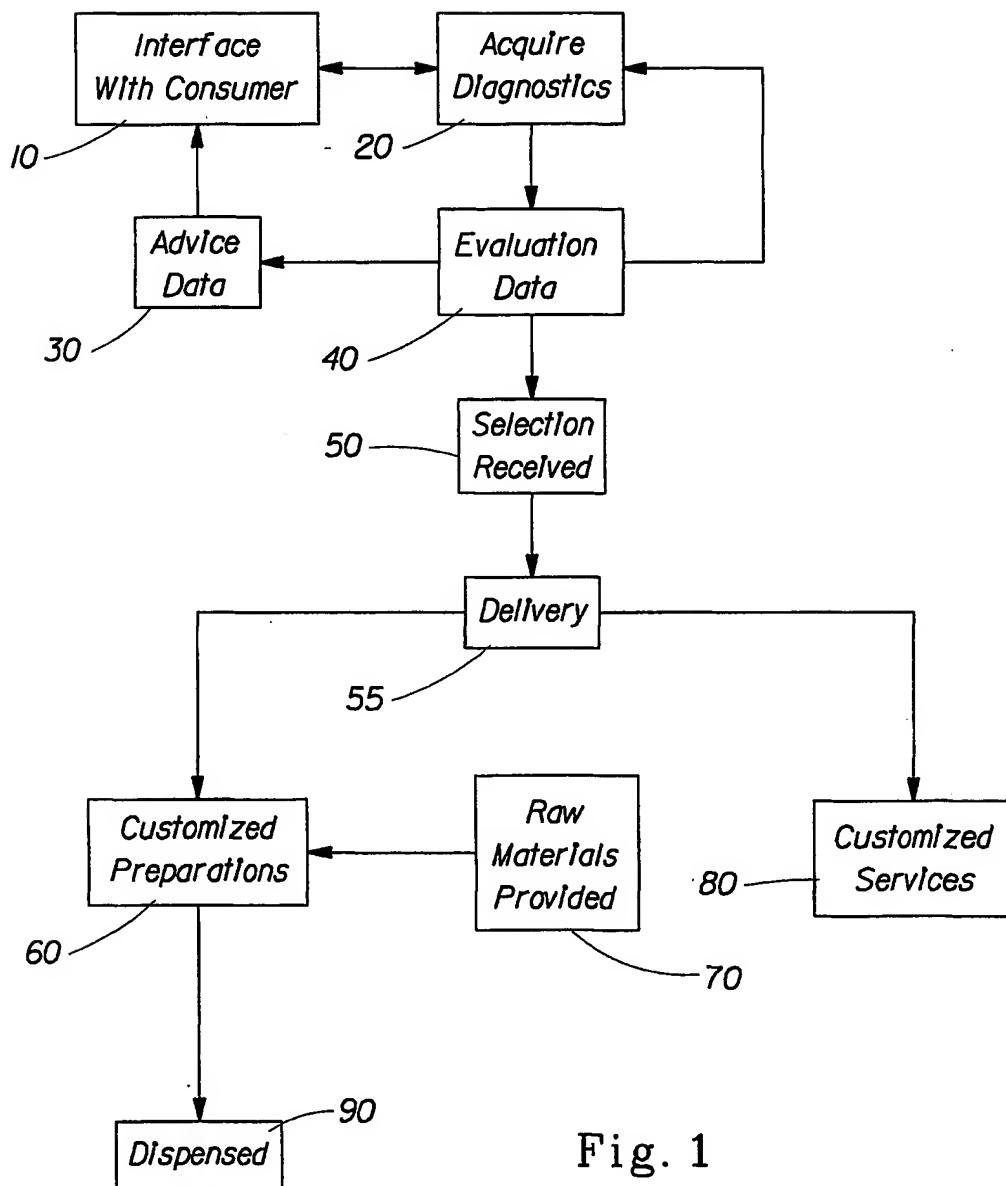 Interface
With Consumer
10
Acquire
Diagnostics
20
Advice
Data
30
Evaluation
Data
40
Selection
Received
50
Delivery
55
Customized
Preparations
60
Raw
Materials
Provided
70
Customized
Services
80
Dispensed
90
Fig. 1